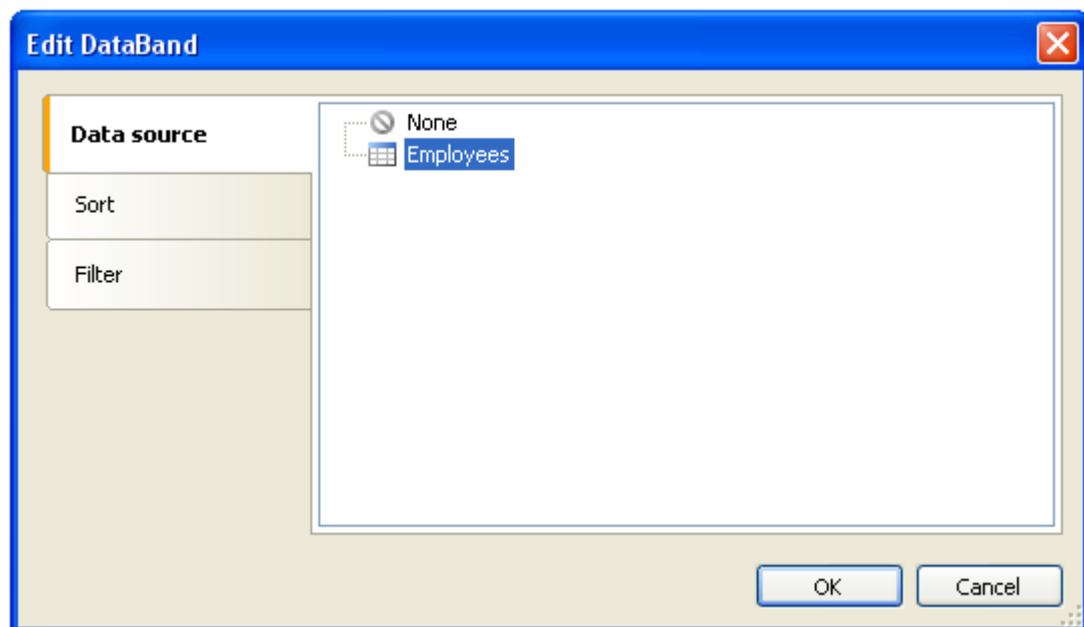 Edit DataBand
Data source
Sort
Filter
None
Employees
OK
Cancel